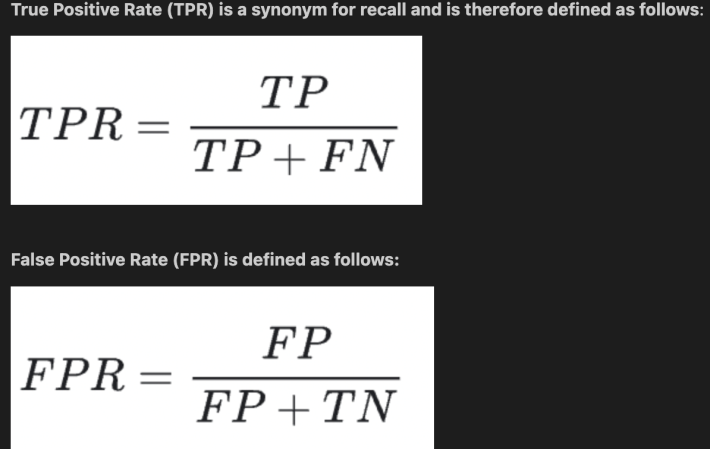 True Positive Rate (TPR) is a synonym for recall and is therefore defined as follows:
TPR = TP / TP + FN
False Positive Rate (FPR) is defined as follows:
FPR = FP / FP + TN